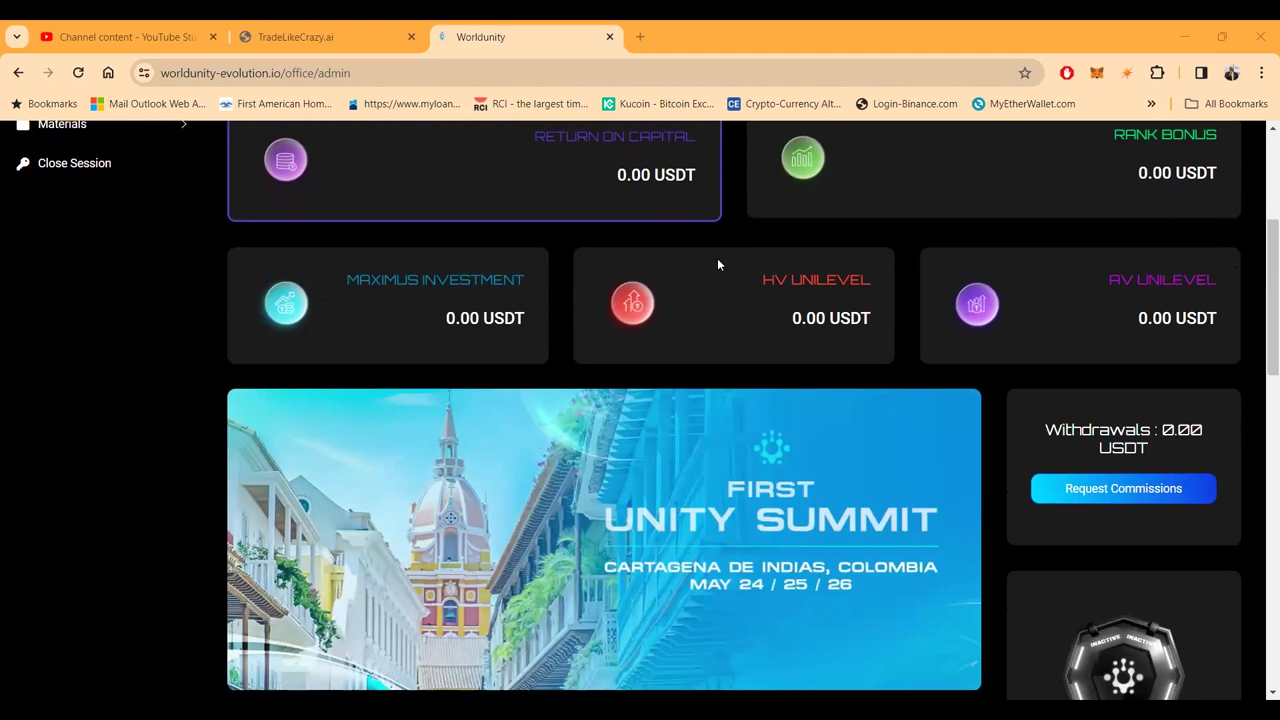 Channel content - YouTube Stu
TradeLikeCrazy.ai
Worldunity
worldunity-evolution.io/office/admin
Bookmarks
Mail Outlook Web A...
First American Hom...
https://www.myloan...
RCI
RCI - the largest tim...
Kucoin - Bitcoin Exc...
CE
Crypto-Currency Alt...
Login-Binance.com
MyEtherWallet.com
All Bookmarks
Materials
Close Session
RETURN ON CAPITAL
0.00 USDT
RANK BONUS
0.00 USDT
MAXIMUS INVESTMENT
0.00 USDT
HV UNILEVEL
0.00 USDT
AV UNILEVEL
0.00 USDT
FIRST
UNITY SUMMIT
CARTAGENA DE INDIAS, COLOMBIA
MAY 24 / 25 / 26
Withdrawals : 0.00
USDT
Request Commissions
INACTIVE INACTIVE